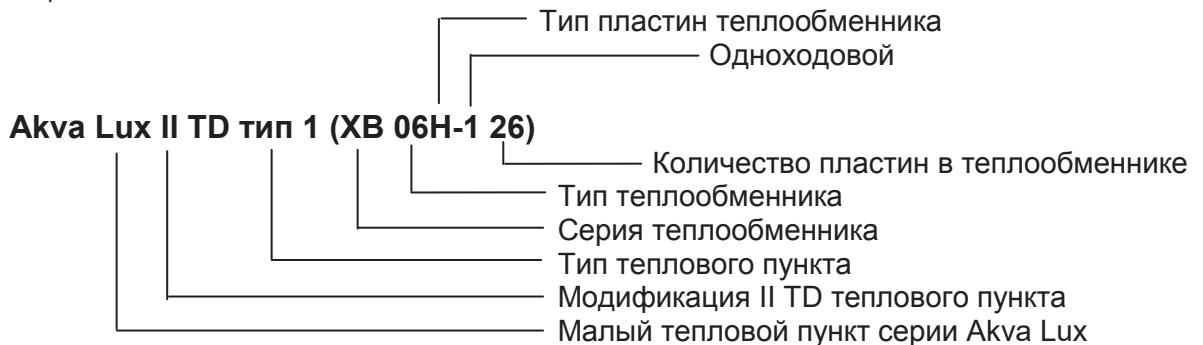 Тип пластин теплообменника
Одноходовой
Akva Lux II TD тип 1 (XB 06H-1 26)
Количество пластин в теплообменнике
Тип теплообменника
Серия теплообменника
Тип теплового пункта
Модификация II TD теплового пункта
Малый тепловой пункт серии Akva Lux